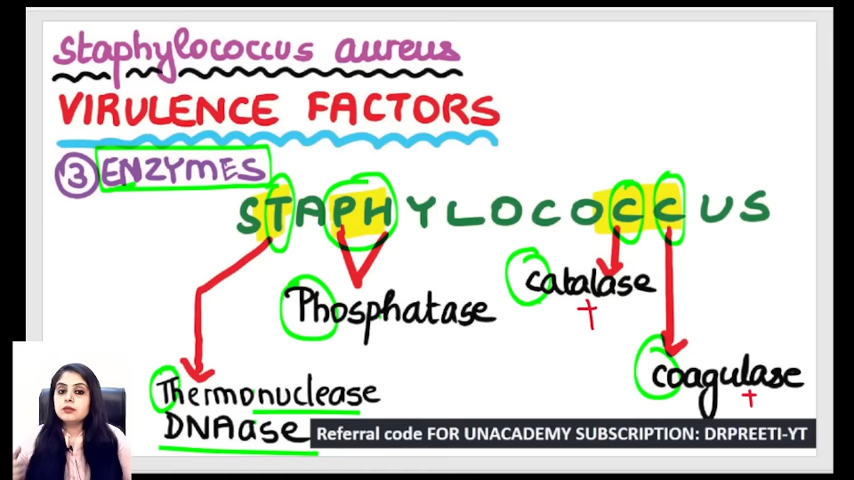 Staphylococcus aureus
VIRULENCE FACTORS
③ ENZYMES
STAPHYLOCOCCUS
Phosphatase
Catalase
+
Coagulase
+
Thermonuclease
DNAase
Referral code FOR UNACADEMY SUBSCRIPTION: DRPREETI-YT